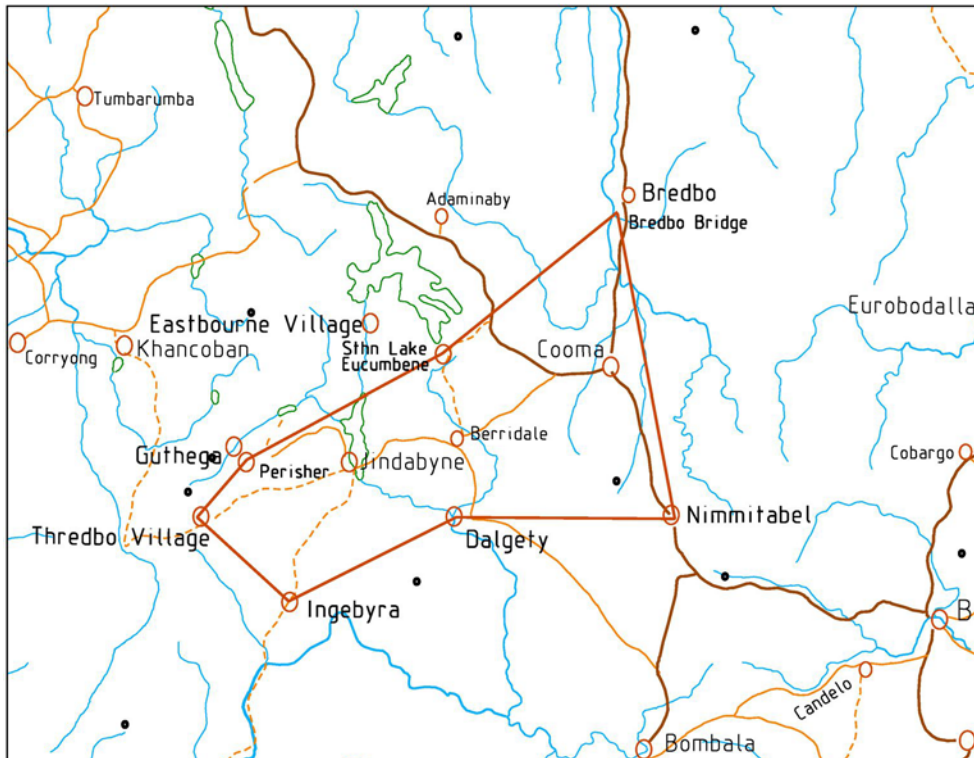 Tumbarumba
Bredbo
Adaminaby
Bredbo Bridge
Eurobodalla
Eastbourne Village
Khancoban
Sthn Lake
Eucumbene
Cooma
Corryong
Berridale
Guthega
Perisher
Jindabyne
Cobargo
Nimmitabel
Thredbo Village
Dalgety
Ingebyra
B
Candelo
Bombala